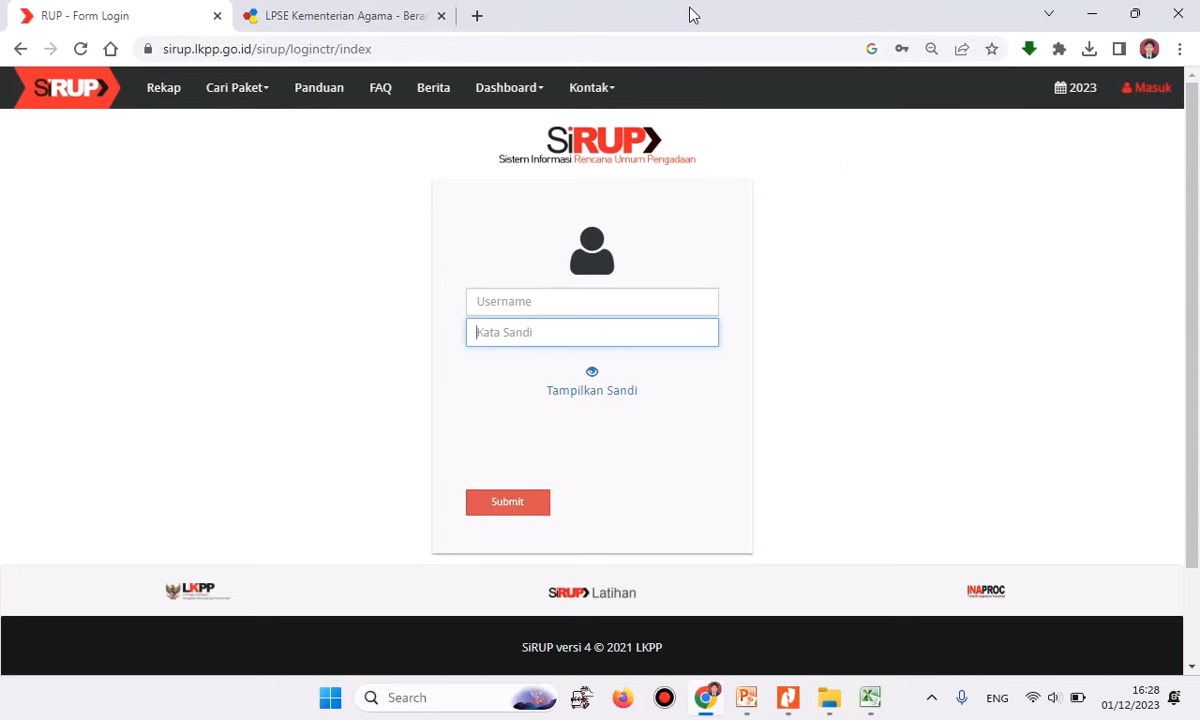 RUP - Form Login
LPSE Kementerian Agama - Bera
sirup.lkpp.go.id/sirup/loginctr/index
SiRUP
Rekap
Cari Paket
Panduan
FAQ
Berita
Dashboard
Kontak
2023
Masuk
SiRUP
Sistem Informasi Rencana Umum Pengadaan
Username
Kata Sandi
Tampilkan Sandi
Submit
LKPP
SiRUP Latihan
INAPROC
SiRUP versi 4 © 2021 LKPP
Search
ENG
16:28
01/12/2023